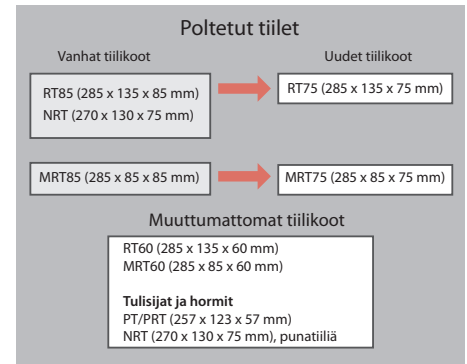 Poltetut tiilet
Vanhat tiilikoot
Uudet tiilikoot
RT85 (285 x 135 x 85 mm)
NRT (270 x 130 x 75 mm)
RT75 (285 x 135 x 75 mm)
MRT85 (285 x 85 x 85 mm)
MRT75 (285 x 85 x 75 mm)
Muuttumattomat tiilikoot
RT60 (285 x 135 x 60 mm)
MRT60 (285 x 85 x 60 mm)
Tulisijat ja hormit
PT/PRT (257 x 123 x 57 mm)
NRT (270 x 130 x 75 mm), punatiiliä